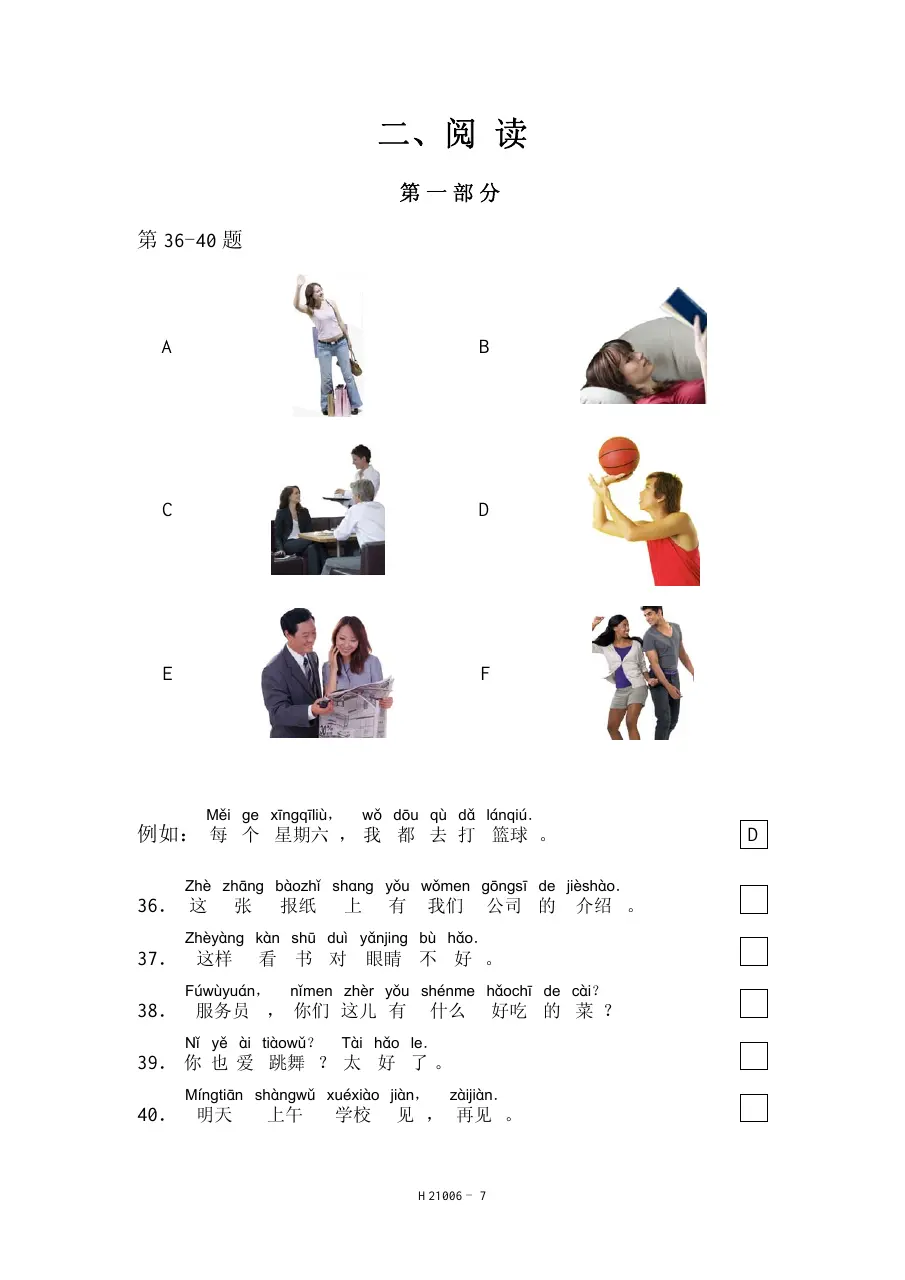 二、阅 读
第一部分
第 36-40 题
A
B
C
D
E
F
Měi ge xīngqīliù, wǒ dōu qù dǎ lánqiú.
例如: 每 个 星期六 , 我 都 去 打 篮球 。 D
Zhè zhāng bàozhǐ shang yǒu wǒmen gōngsī de jièshào.
36. 这 张 报纸 上 有 我们 公司 的 介绍 。
Zhèyàng kàn shū duì yǎnjing bù hǎo.
37. 这样 看 书 对 眼睛 不 好 。
Fúwùyuán, nǐmen zhèr yǒu shénme hǎochī de cài?
38. 服务员 , 你们 这儿 有 什么 好吃 的 菜 ?
Nǐ yě ài tiàowǔ? Tài hǎo le.
39. 你 也 爱 跳舞 ? 太 好 了 。
Míngtiān shàngwǔ xuéxiào jiàn, zàijiàn.
40. 明天 上午 学校 见 , 再见 。
H21006 - 7